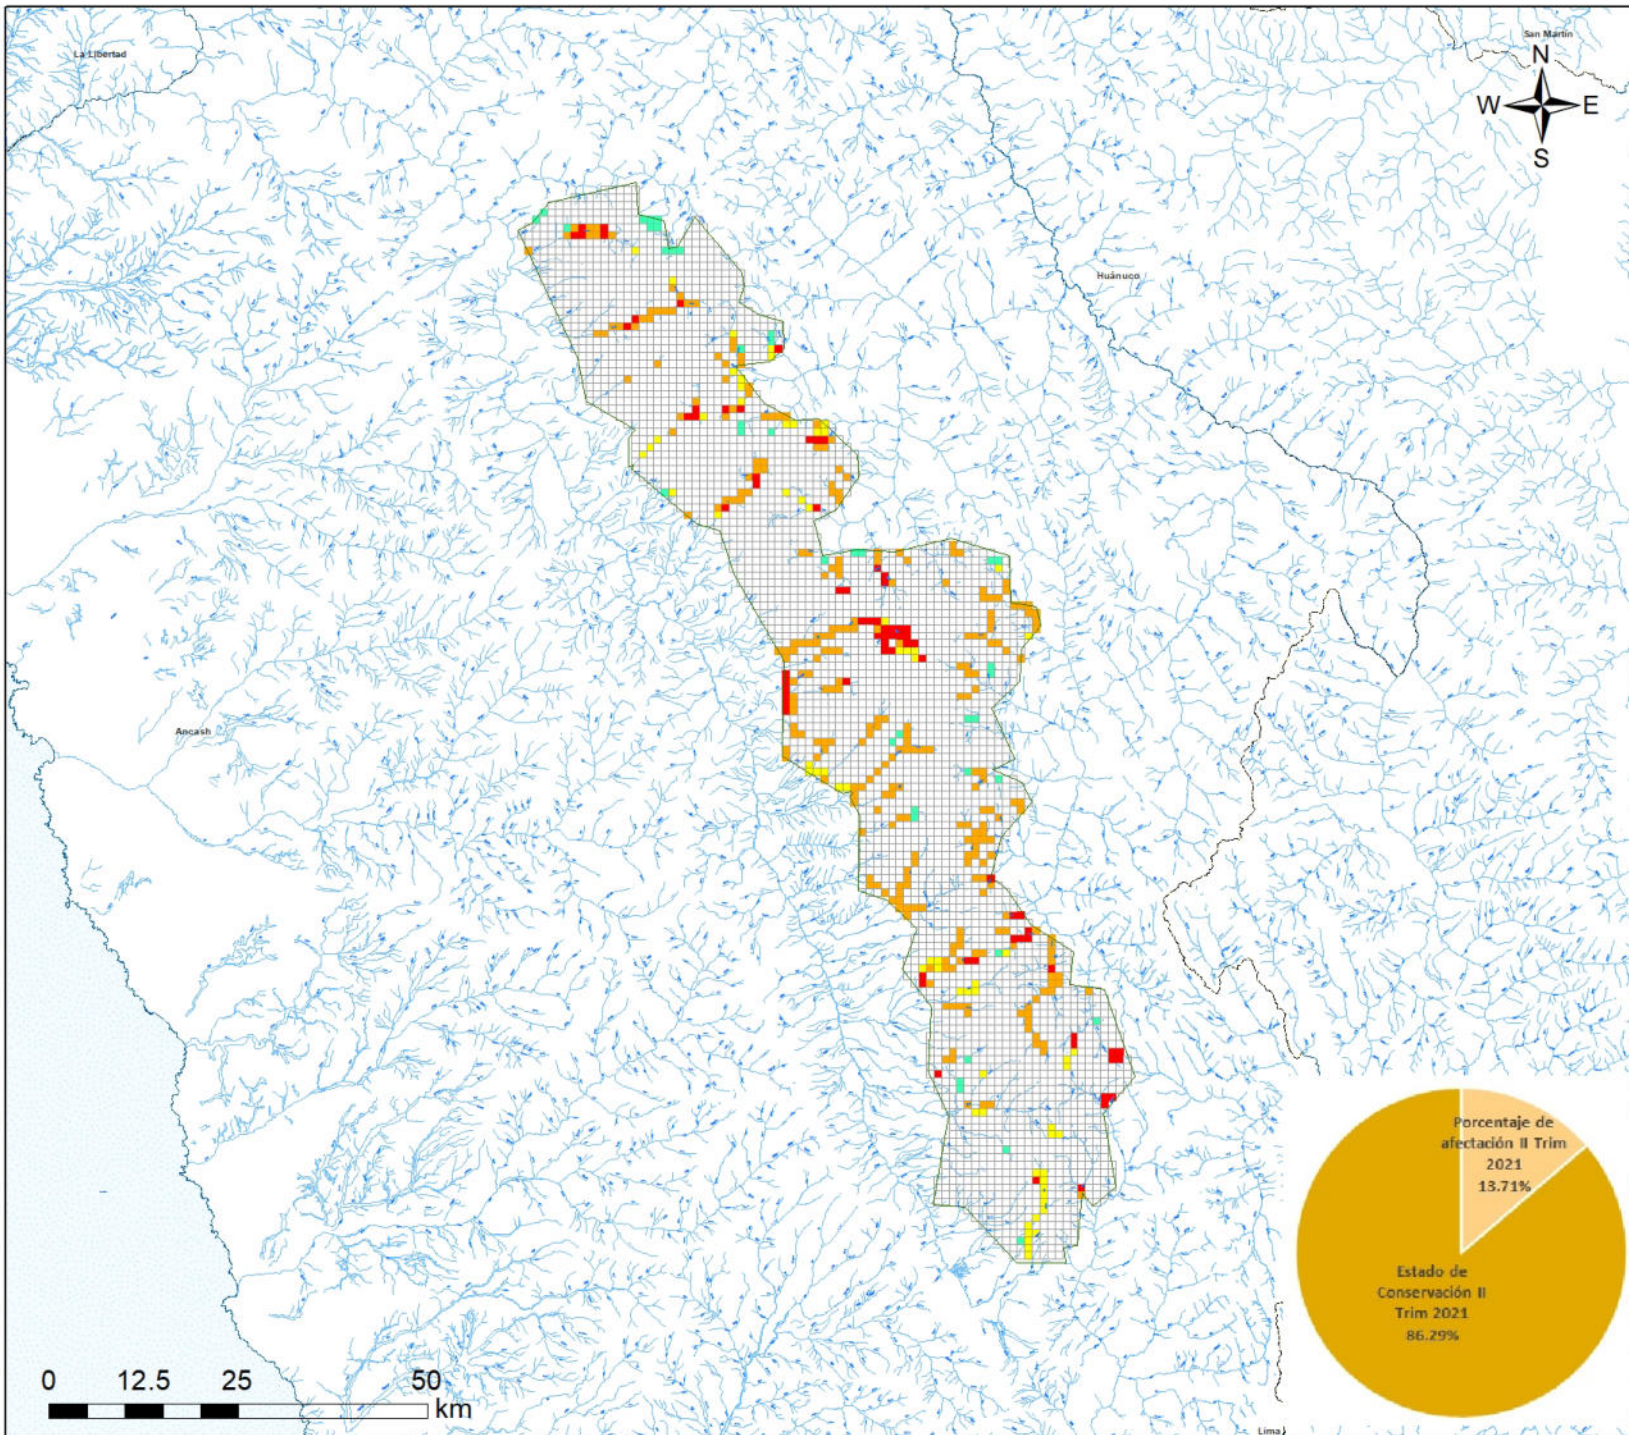 La Libertad
San Martín
N
W E
S
Huánuco
Ancash
Porcentaje de
afectación II Trim
2021
13.71%
Estado de
Conservación II
Trim 2021
86.29%
0 12.5 25 50
km
Lima